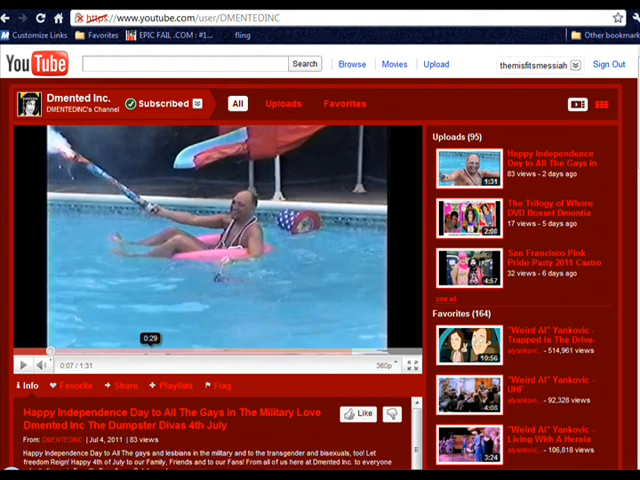 https://www.youtube.com/user/DMENTEDINC
Customize Links
Favorites
EPIC FAIL .COM : #1...
fling
Other bookmark
YouTube
Search
Browse
Movies
Upload
themisfitsmessiah
Sign Out
Dmented Inc.
DMENTEDINC's Channel
Subscribed
All
Uploads
Favorites
Uploads (95)
1:31
Happy Independence
Day to All The Gays in
83 views - 2 days ago
2:08
The Trilogy of Whore
DVD Boxset Dmentia
17 views - 5 days ago
4:57
San Francisco Pink
Pride Party 2011 Castro
32 views - 6 days ago
see all
Favorites (164)
10:56
"Weird Al" Yankovic -
Trapped In The Drive-
alyankovi... - 514,961 views
4:08
"Weird Al" Yankovic -
UHF
alyankovi... - 92,328 views
3:24
"Weird Al" Yankovic -
Living With A Hernia
alyankovi... - 106,818 views
0:29
0:07 / 1:31
360p
Info
Favorite
Share
Playlists
Flag
Happy Independence Day to All The Gays in The Military Love
Dmented Inc The Dumpster Divas 4th July
Like
From: DMENTEDINC | Jul 4, 2011 | 83 views
Happy Independence Day to All The gays and lesbians in the military and to the transgender and bisexuals, too! Let
freedom Reign! Happy 4th of July to our Family, Friends and to our Fans! From all of us here at Dmented Inc. to everyone